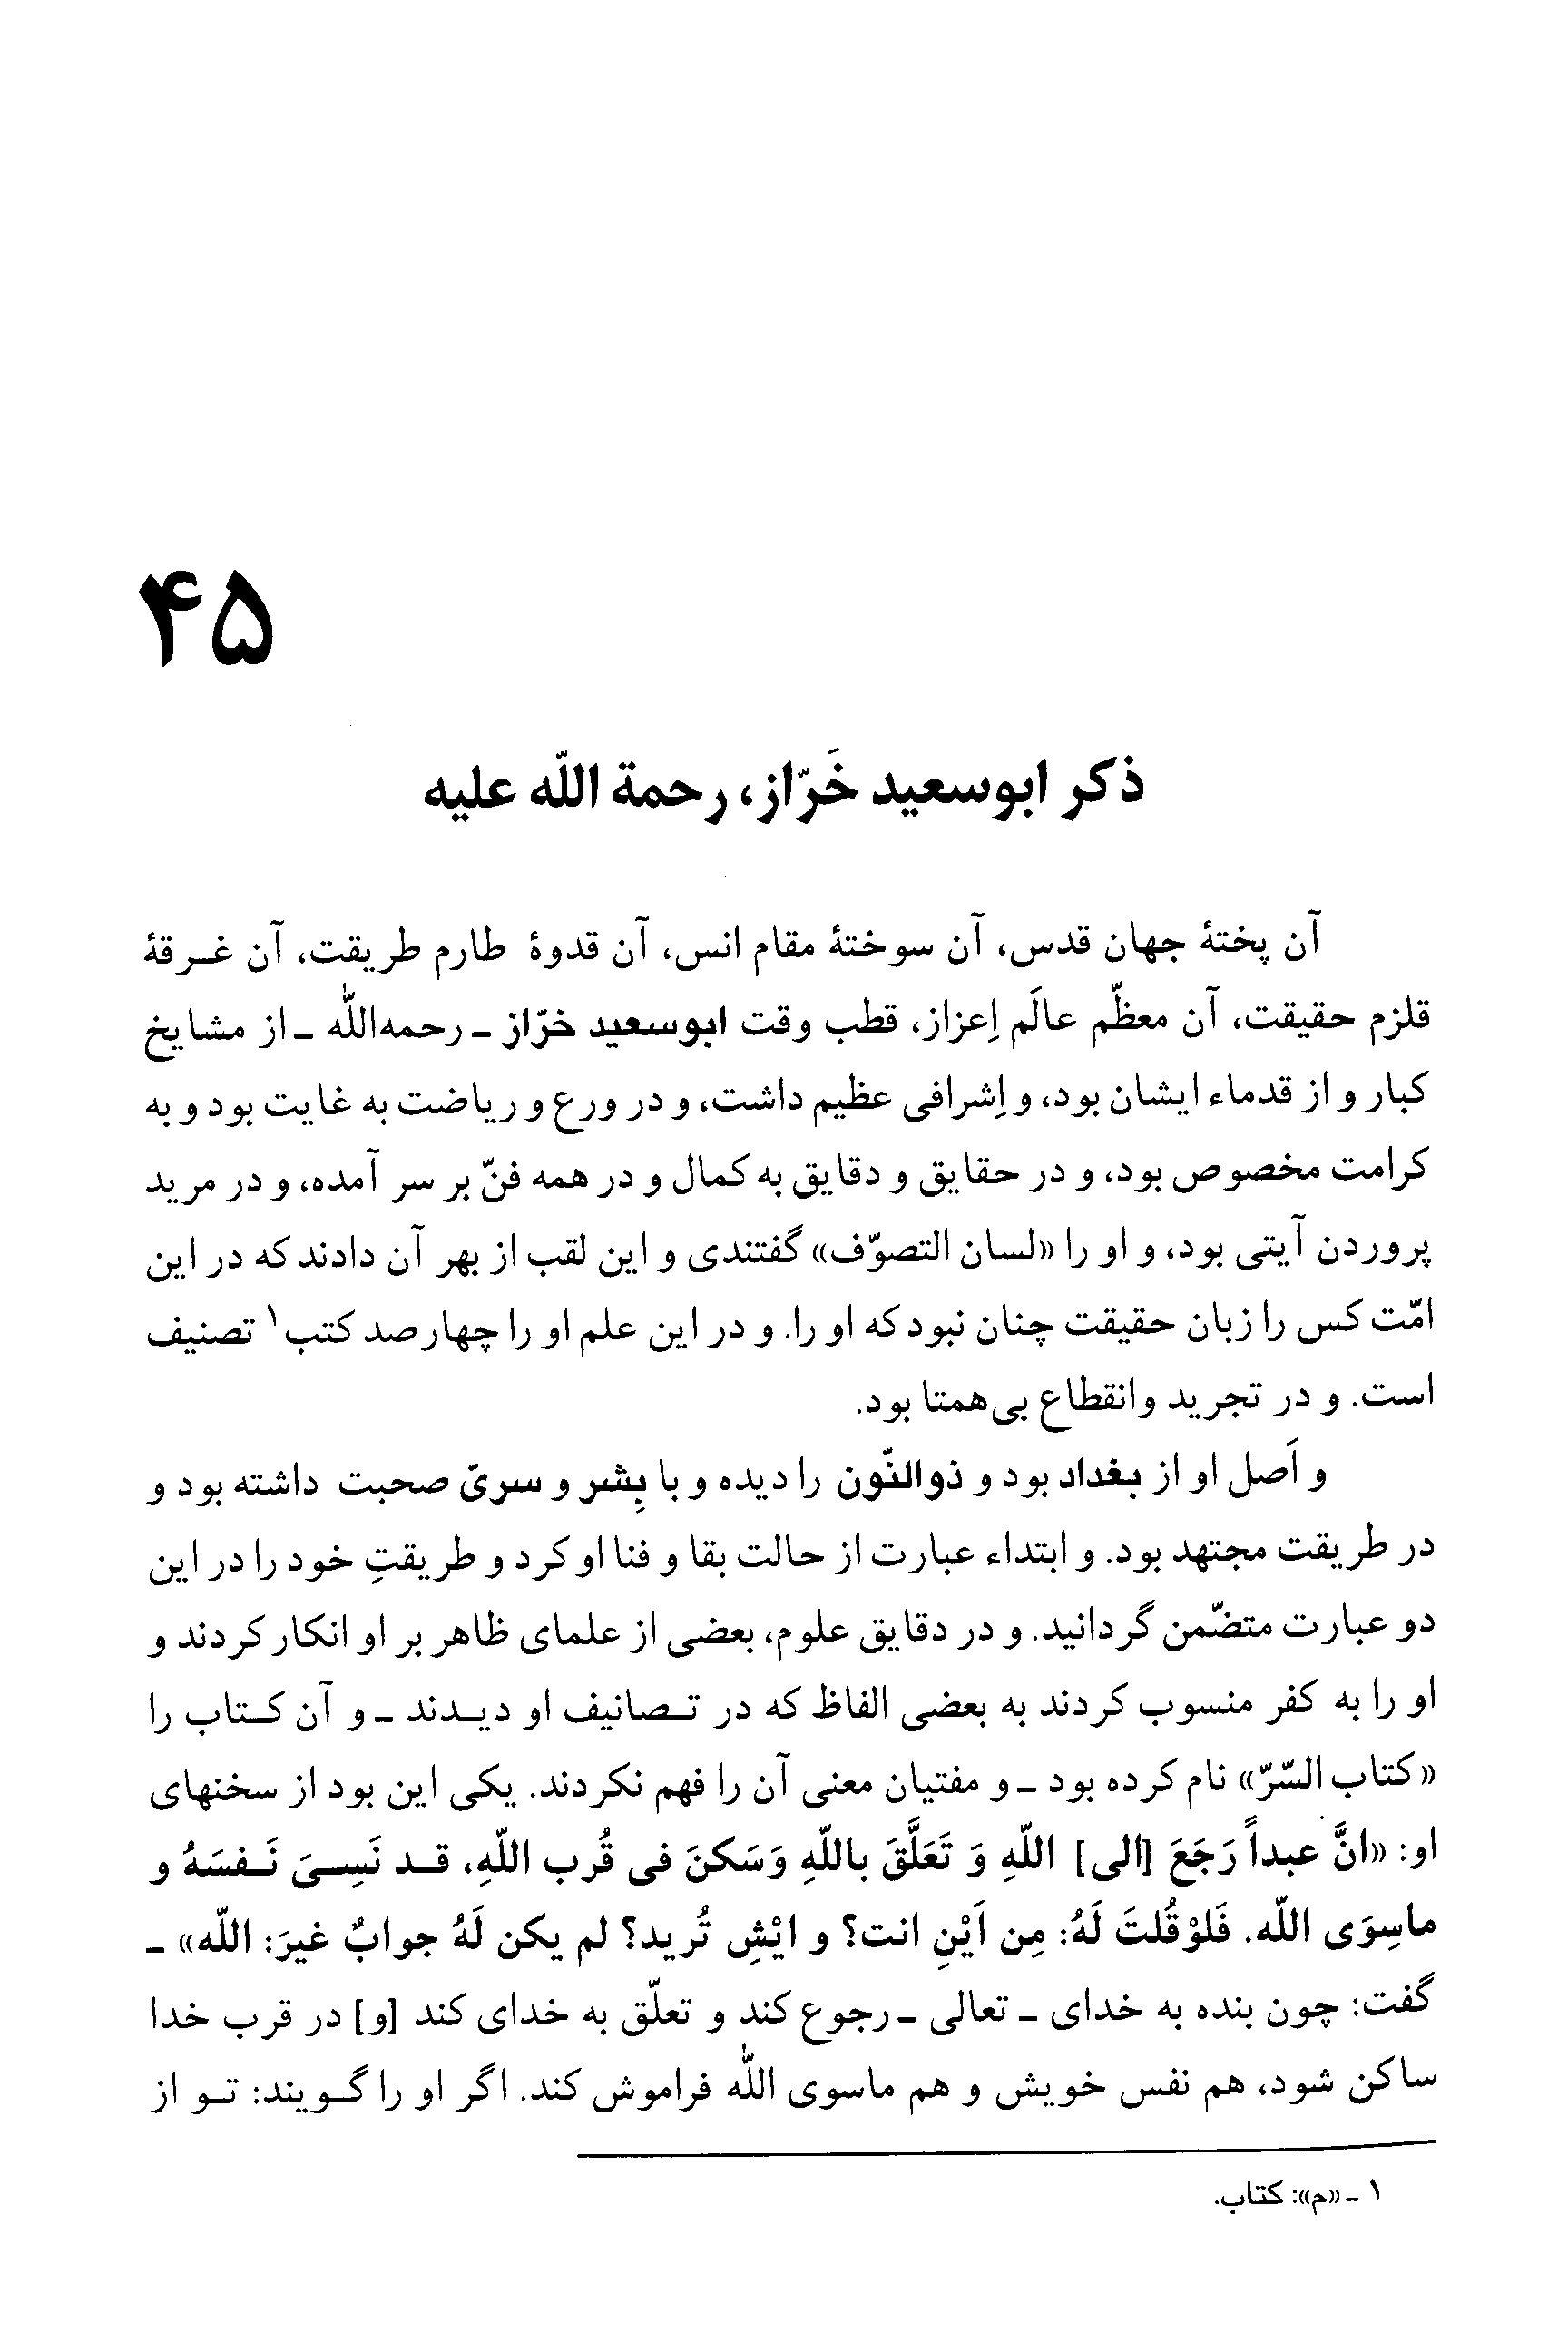 ۴۵
ذکر ابوسعید خَرّاز، رحمة اللّه علیه
آن پختهٔ جهان قدس، آن سوختهٔ مقام انس، آن قدوهٔ طارم طریقت، آن غـرقهٔ
قلزم حقیقت، آن معظّم عالَم اِعزاز، قطب وقت ابوسعید خرّاز ـ رحمه‌اللّه ـ از مشایخ
کبار و از قدماء ایشان بود، و اِشرافی عظیم داشت، و در ورع و ریاضت به غایت بود و به
کرامت مخصوص بود، و در حقایق و دقایق به کمال و در همه فنّ بر سر آمده، و در مرید
پروردن آیتی بود، و او را «لسان التصوّف» گفتندی و این لقب از بهر آن دادند که در این
امّت کس را زبان حقیقت چنان نبود که او را. و در این علم او را چهارصد کتب۱ تصنیف
است. و در تجرید وانقطاع بی‌همتا بود.
و اَصل او از بغداد بود و ذوالنّون را دیده و با بِشر و سریّ صحبت داشته بود و
در طریقت مجتهد بود. و ابتداء عبارت از حالت بقا و فنا او کرد و طریقتِ خود را در این
دو عبارت متضّمن گردانید. و در دقایق علوم، بعضی از علمای ظاهر بر او انکار کردند و
او را به کفر منسوب کردند به بعضی الفاظ که در تـصانیف او دیـدند ـ و آن کـتاب را
«کتاب السّرّ» نام کرده بود ـ و مفتیان معنی آن را فهم نکردند. یکی این بود از سخنهای
او: «انَّ عبداً رَجَعَ [الی] اللّهِ وَ تَعَلَّقَ باللّهِ وَسَکنَ فی قُرب اللّهِ، قـد نَسِـیَ نَـفسَهُ و
ماسِوَی اللّه. فَلوْ قُلتَ لَهُ: مِن اَیْنِ انت؟ و ایْشِ تُرید؟ لم یکن لَهُ جوابٌ غیرَ: اللّه» ـ
گفت: چون بنده به خدای ـ تعالی ـ رجوع کند و تعلّق به خدای کند [و] در قرب خدا
ساکن شود، هم نفس خویش و هم ماسوی اللّه فراموش کند. اگر او را گـویند: تـو از
۱ ـ «م»: کتاب.